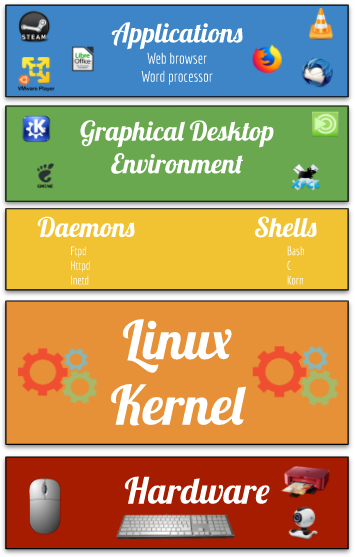 STEAM
Applications
Libre
Office
Web browser
Word processor
VMware Player
Graphical Desktop
Environment
GNOME
Daemons
Ftpd
Httpd
Inetd
Shells
Bash
C
Korn
Linux
Kernel
Hardware